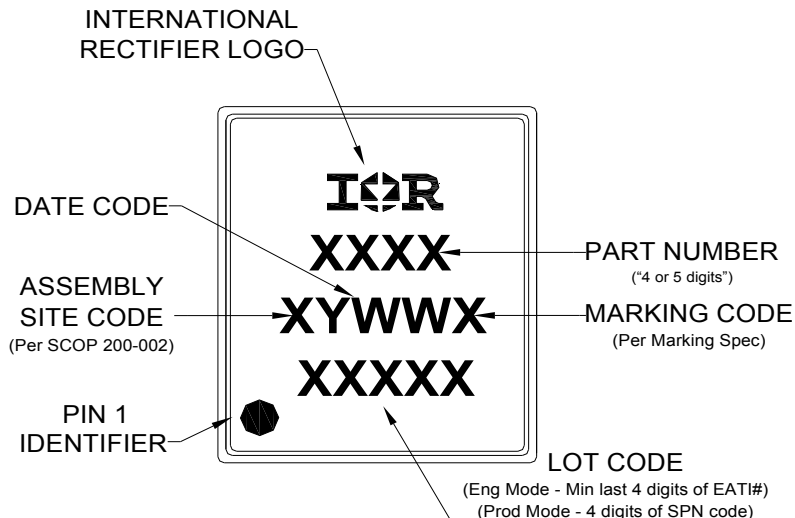 INTERNATIONAL
RECTIFIER LOGO
IOR
DATE CODE
XXXX
PART NUMBER
(“4 or 5 digits”)
ASSEMBLY
SITE CODE
(Per SCOP 200-002)
XYWWX
MARKING CODE
(Per Marking Spec)
XXXXX
PIN 1
IDENTIFIER
LOT CODE
(Eng Mode - Min last 4 digits of EATI#)
(Prod Mode - 4 digits of SPN code)